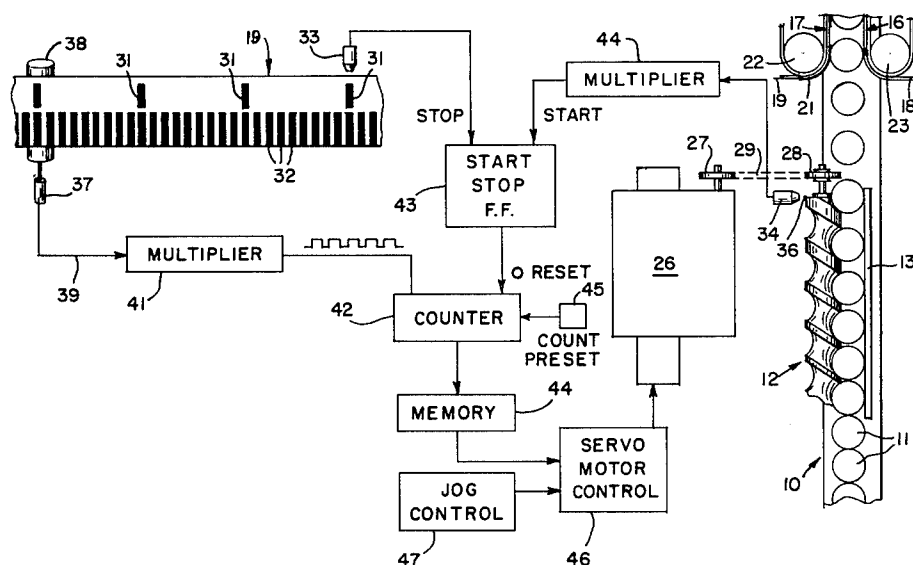 38
31
31
19
33
31
44
MULTIPLIER
17
16
22
19
21
23
18
STOP
START
32
37
START
STOP
F.F.
43
27
29
28
34
36
26
13
39
MULTIPLIER
41
O RESET
45
42
COUNTER
COUNT
PRESET
12
MEMORY
44
SERVO
MOTOR
CONTROL
46
JOG
CONTROL
47
11
10